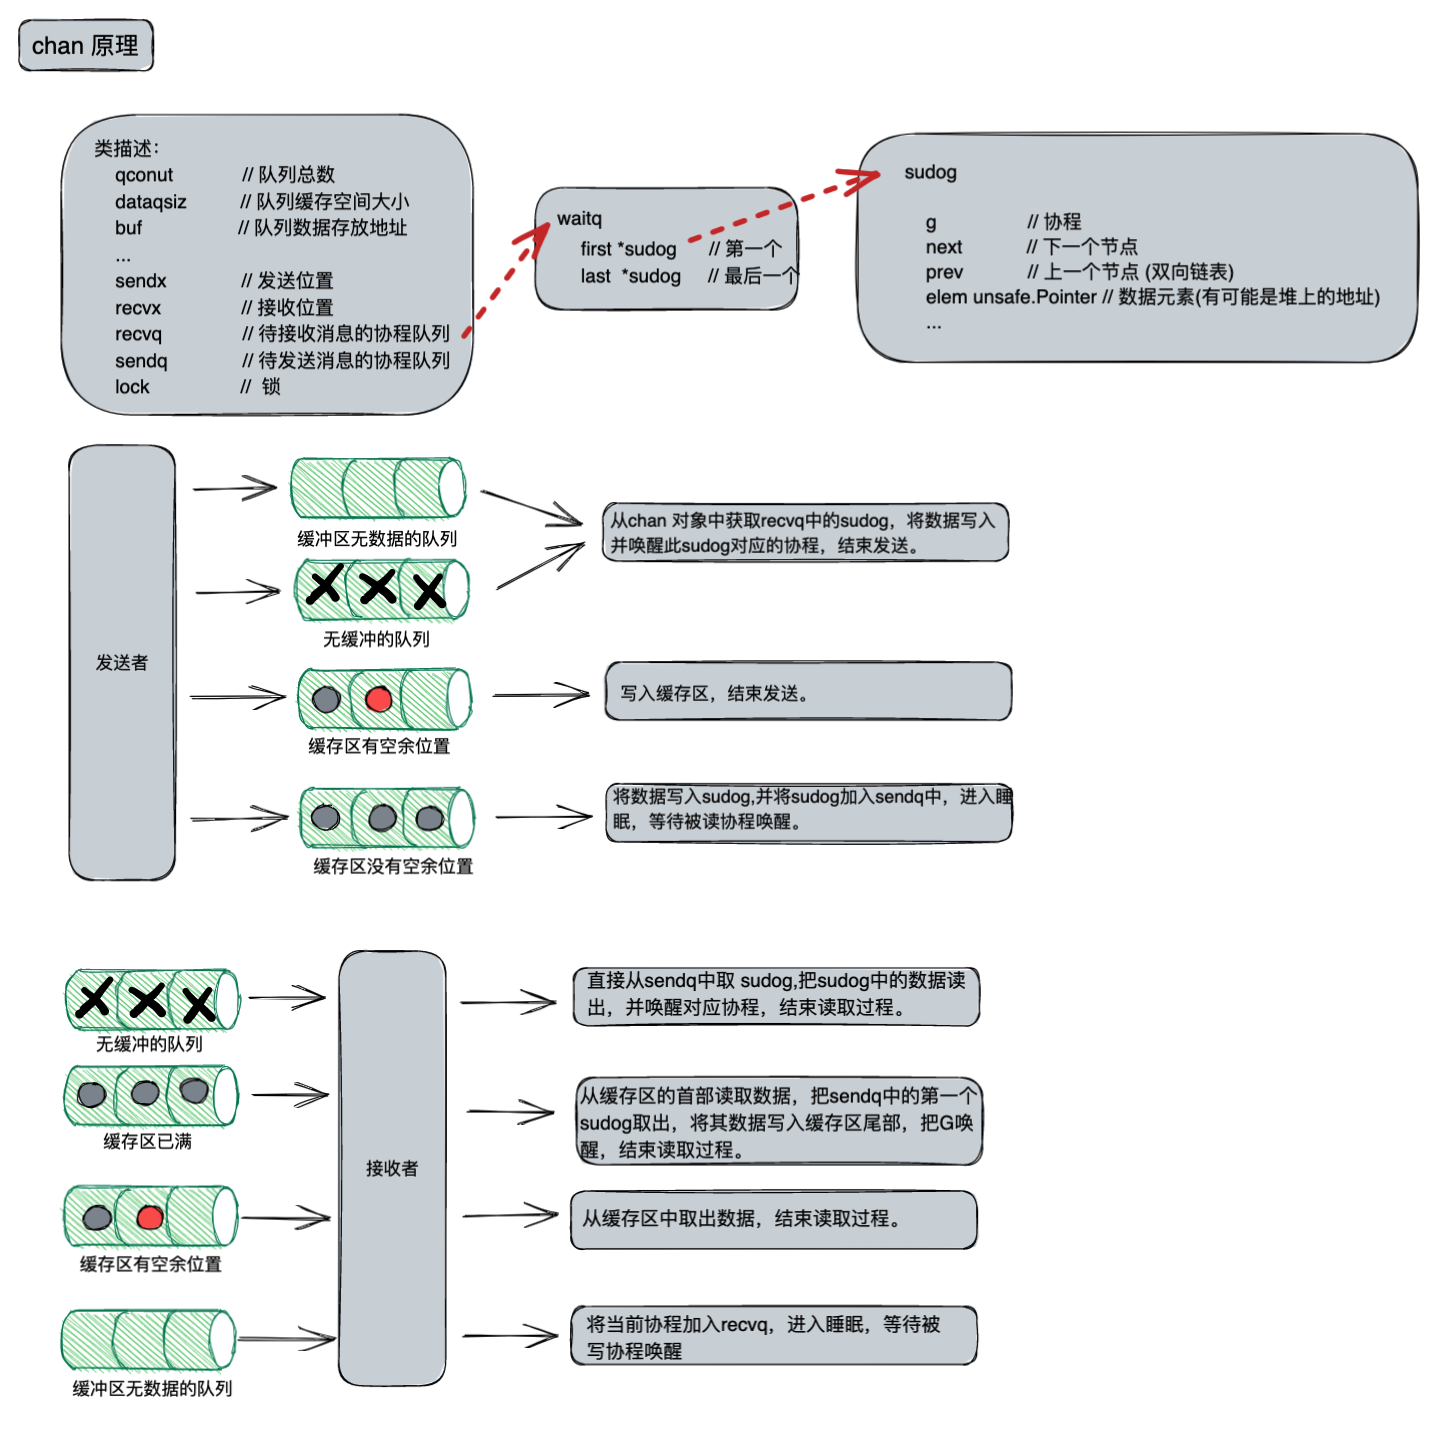 chan 原理
类描述：
qconut // 队列总数
dataqsiz // 队列缓存空间大小
buf // 队列数据存放地址
...
sendx // 发送位置
recvx // 接收位置
recvq // 待接收消息的协程队列
sendq // 待发送消息的协程队列
lock // 锁
waitq
first *sudog // 第一个
last *sudog // 最后一个
sudog
g // 协程
next // 下一个节点
prev // 上一个节点 (双向链表)
elem unsafe.Pointer // 数据元素(有可能是堆上的地址)
...
发送者
缓冲区无数据的队列
无缓冲的队列
从chan 对象中获取recvq中的sudog，将数据写入
并唤醒此sudog对应的协程，结束发送。
缓存区有空余位置
写入缓存区，结束发送。
缓存区没有空余位置
将数据写入sudog,并将sudog加入sendq中，进入睡
眠，等待被读协程唤醒。
接收者
无缓冲的队列
直接从sendq中取 sudog,把sudog中的数据读
出，并唤醒对应协程，结束读取过程。
缓存区已满
从缓存区的首部读取数据，把sendq中的第一个
sudog取出，将其数据写入缓存区尾部，把G唤
醒，结束读取过程。
缓存区有空余位置
从缓存区中取出数据，结束读取过程。
缓冲区无数据的队列
将当前协程加入recvq，进入睡眠，等待被
写协程唤醒